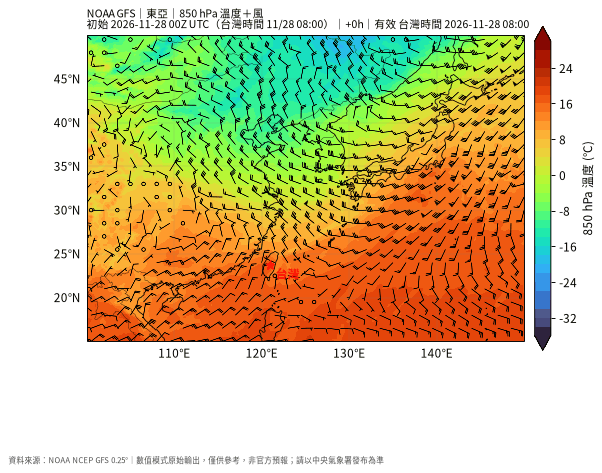 NOAA GFS｜東亞｜850 hPa 溫度＋風
初始 2026-11-28 00Z UTC（台灣時間 11/28 08:00）｜+0h｜有效 台灣時間 2026-11-28 08:00
45°N
40°N
35°N
30°N
25°N
20°N
110°E
120°E
130°E
140°E
台灣
24
16
8
0
-8
-16
-24
-32
850 hPa 溫度 (°C)
資料來源：NOAA NCEP GFS 0.25°｜數值模式原始輸出，僅供參考，非官方預報；請以中央氣象署發布為準